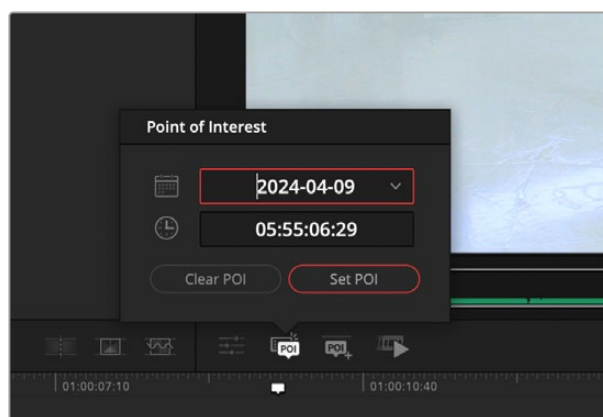 Point of Interest
2024-04-09
05:55:06:29
Clear POI
Set POI
POI
POI
01:00:07:10
01:00:10:40